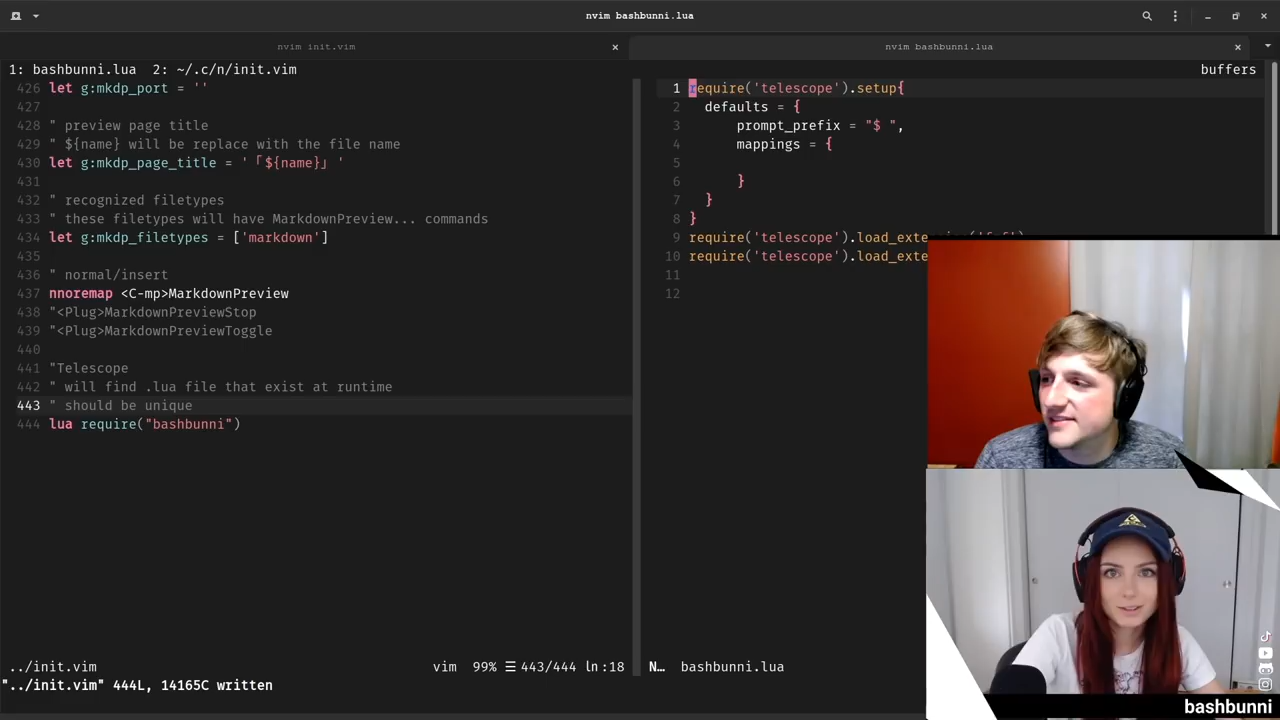 nvim bashbunni.lua
nvim init.vim
nvim bashbunni.lua
1: bashbunni.lua  2: ~/.c/n/init.vim
buffers
426 let g:mkdp_port = ''
427
428 " preview page title
429 " ${name} will be replace with the file name
430 let g:mkdp_page_title = '「${name}」'
431
432 " recognized filetypes
433 " these filetypes will have MarkdownPreview... commands
434 let g:mkdp_filetypes = ['markdown']
435
436 " normal/insert
437 nnoremap <C-mp>MarkdownPreview
438 "<Plug>MarkdownPreviewStop
439 "<Plug>MarkdownPreviewToggle
440
441 "Telescope
442 " will find .lua file that exist at runtime
443 " should be unique
444 lua require("bashbunni")
../init.vim
vim 99% ☰ 443/444 ln:18
"../init.vim" 444L, 14165C written
1 require('telescope').setup{
2   defaults = {
3       prompt_prefix = "$ ",
4       mappings = {
5
6       }
7   }
8 }
9 require('telescope').load_
10 require('telescope').load_exte
11
12
N… bashbunni.lua
bashbunni